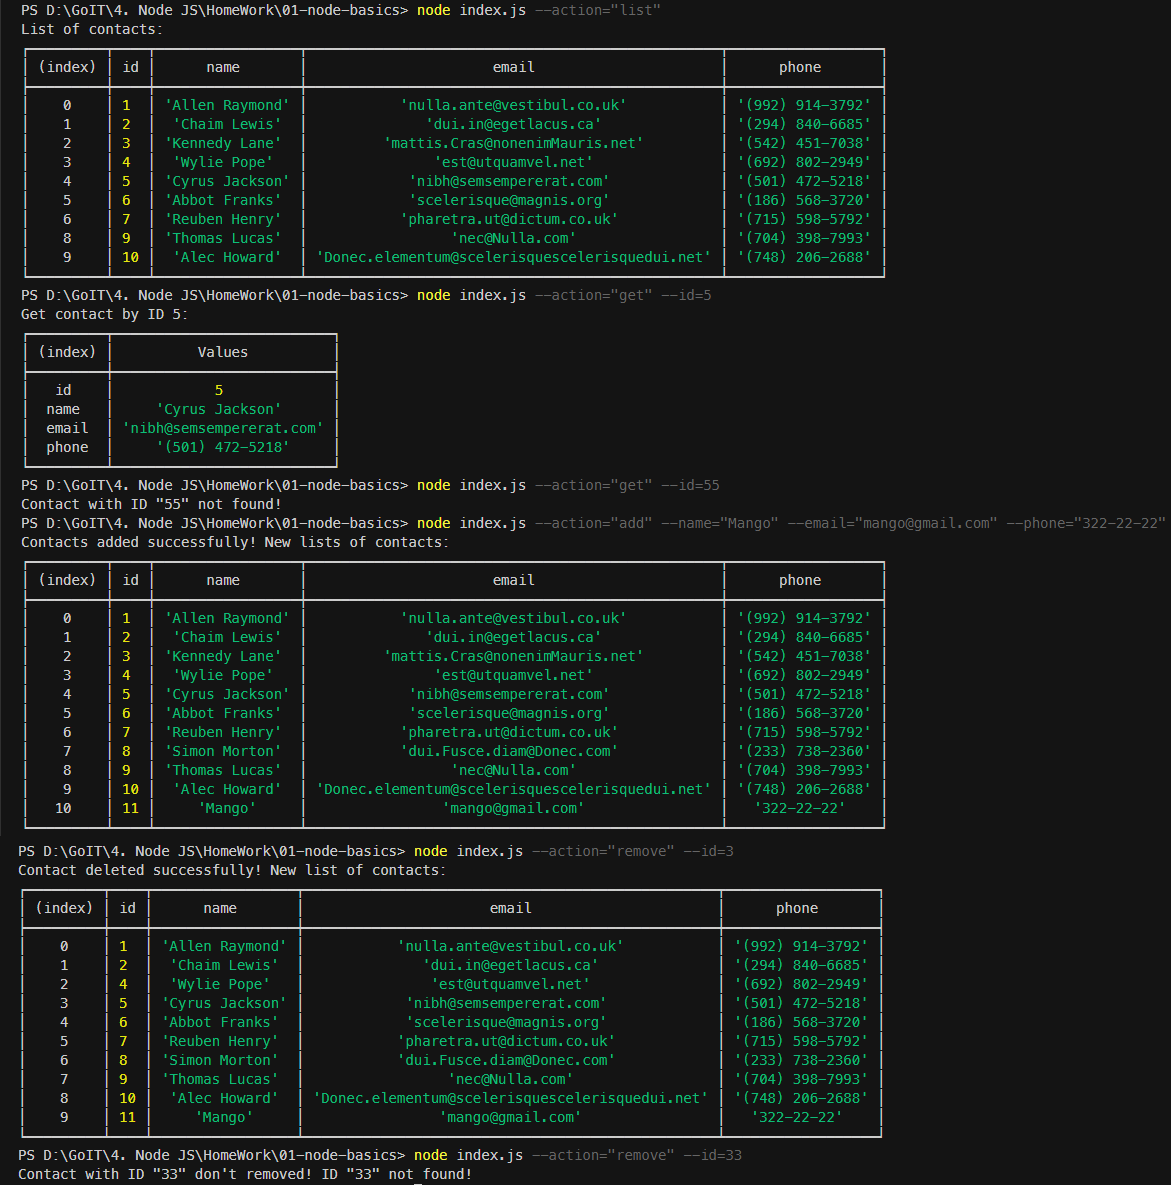 PS D:\GoIT\4. Node JS\HomeWork\01-node-basics> node index.js --action="list"
List of contacts:
(index) id name email phone
0 1 'Allen Raymond' 'nulla.ante@vestibul.co.uk' '(992) 914-3792'
1 2 'Chaim Lewis' 'dui.in@egetlacus.ca' '(294) 840-6685'
2 3 'Kennedy Lane' 'mattis.Cras@nonenimMauris.net' '(542) 451-7038'
3 4 'Wylie Pope' 'est@utquamvel.net' '(692) 802-2949'
4 5 'Cyrus Jackson' 'nibh@semsempererat.com' '(501) 472-5218'
5 6 'Abbot Franks' 'scelerisque@magnis.org' '(186) 568-3720'
6 7 'Reuben Henry' 'pharetra.ut@dictum.co.uk' '(715) 598-5792'
8 9 'Thomas Lucas' 'nec@Nulla.com' '(704) 398-7993'
9 10 'Alec Howard' 'Donec.elementum@scelerisquescelerisquedui.net' '(748) 206-2688'
PS D:\GoIT\4. Node JS\HomeWork\01-node-basics> node index.js --action="get" --id=5
Get contact by ID 5:
(index) Values
id 5
name 'Cyrus Jackson'
email 'nibh@semsempererat.com'
phone '(501) 472-5218'
PS D:\GoIT\4. Node JS\HomeWork\01-node-basics> node index.js --action="get" --id=55
Contact with ID "55" not found!
PS D:\GoIT\4. Node JS\HomeWork\01-node-basics> node index.js --action="add" --name="Mango" --email="mango@gmail.com" --phone="322-22-22"
Contacts added successfully! New lists of contacts:
(index) id name email phone
0 1 'Allen Raymond' 'nulla.ante@vestibul.co.uk' '(992) 914-3792'
1 2 'Chaim Lewis' 'dui.in@egetlacus.ca' '(294) 840-6685'
2 3 'Kennedy Lane' 'mattis.Cras@nonenimMauris.net' '(542) 451-7038'
3 4 'Wylie Pope' 'est@utquamvel.net' '(692) 802-2949'
4 5 'Cyrus Jackson' 'nibh@semsempererat.com' '(501) 472-5218'
5 6 'Abbot Franks' 'scelerisque@magnis.org' '(186) 568-3720'
6 7 'Reuben Henry' 'pharetra.ut@dictum.co.uk' '(715) 598-5792'
7 8 'Simon Morton' 'dui.Fusce.diam@Donec.com' '(233) 738-2360'
8 9 'Thomas Lucas' 'nec@Nulla.com' '(704) 398-7993'
9 10 'Alec Howard' 'Donec.elementum@scelerisquescelerisquedui.net' '(748) 206-2688'
10 11 'Mango' 'mango@gmail.com' '322-22-22'
PS D:\GoIT\4. Node JS\HomeWork\01-node-basics> node index.js --action="remove" --id=3
Contact deleted successfully! New list of contacts:
(index) id name email phone
0 1 'Allen Raymond' 'nulla.ante@vestibul.co.uk' '(992) 914-3792'
1 2 'Chaim Lewis' 'dui.in@egetlacus.ca' '(294) 840-6685'
2 4 'Wylie Pope' 'est@utquamvel.net' '(692) 802-2949'
3 5 'Cyrus Jackson' 'nibh@semsempererat.com' '(501) 472-5218'
4 6 'Abbot Franks' 'scelerisque@magnis.org' '(186) 568-3720'
5 7 'Reuben Henry' 'pharetra.ut@dictum.co.uk' '(715) 598-5792'
6 8 'Simon Morton' 'dui.Fusce.diam@Donec.com' '(233) 738-2360'
7 9 'Thomas Lucas' 'nec@Nulla.com' '(704) 398-7993'
8 10 'Alec Howard' 'Donec.elementum@scelerisquescelerisquedui.net' '(748) 206-2688'
9 11 'Mango' 'mango@gmail.com' '322-22-22'
PS D:\GoIT\4. Node JS\HomeWork\01-node-basics> node index.js --action="remove" --id=33
Contact with ID "33" don't removed! ID "33" not found!